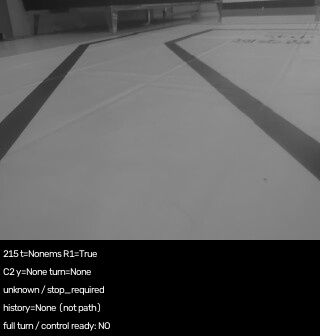 215 t=Nonems R1=True
C2 y=None turn=None
unknown / stop_required
history=None (not path)
full turn / control ready: NO